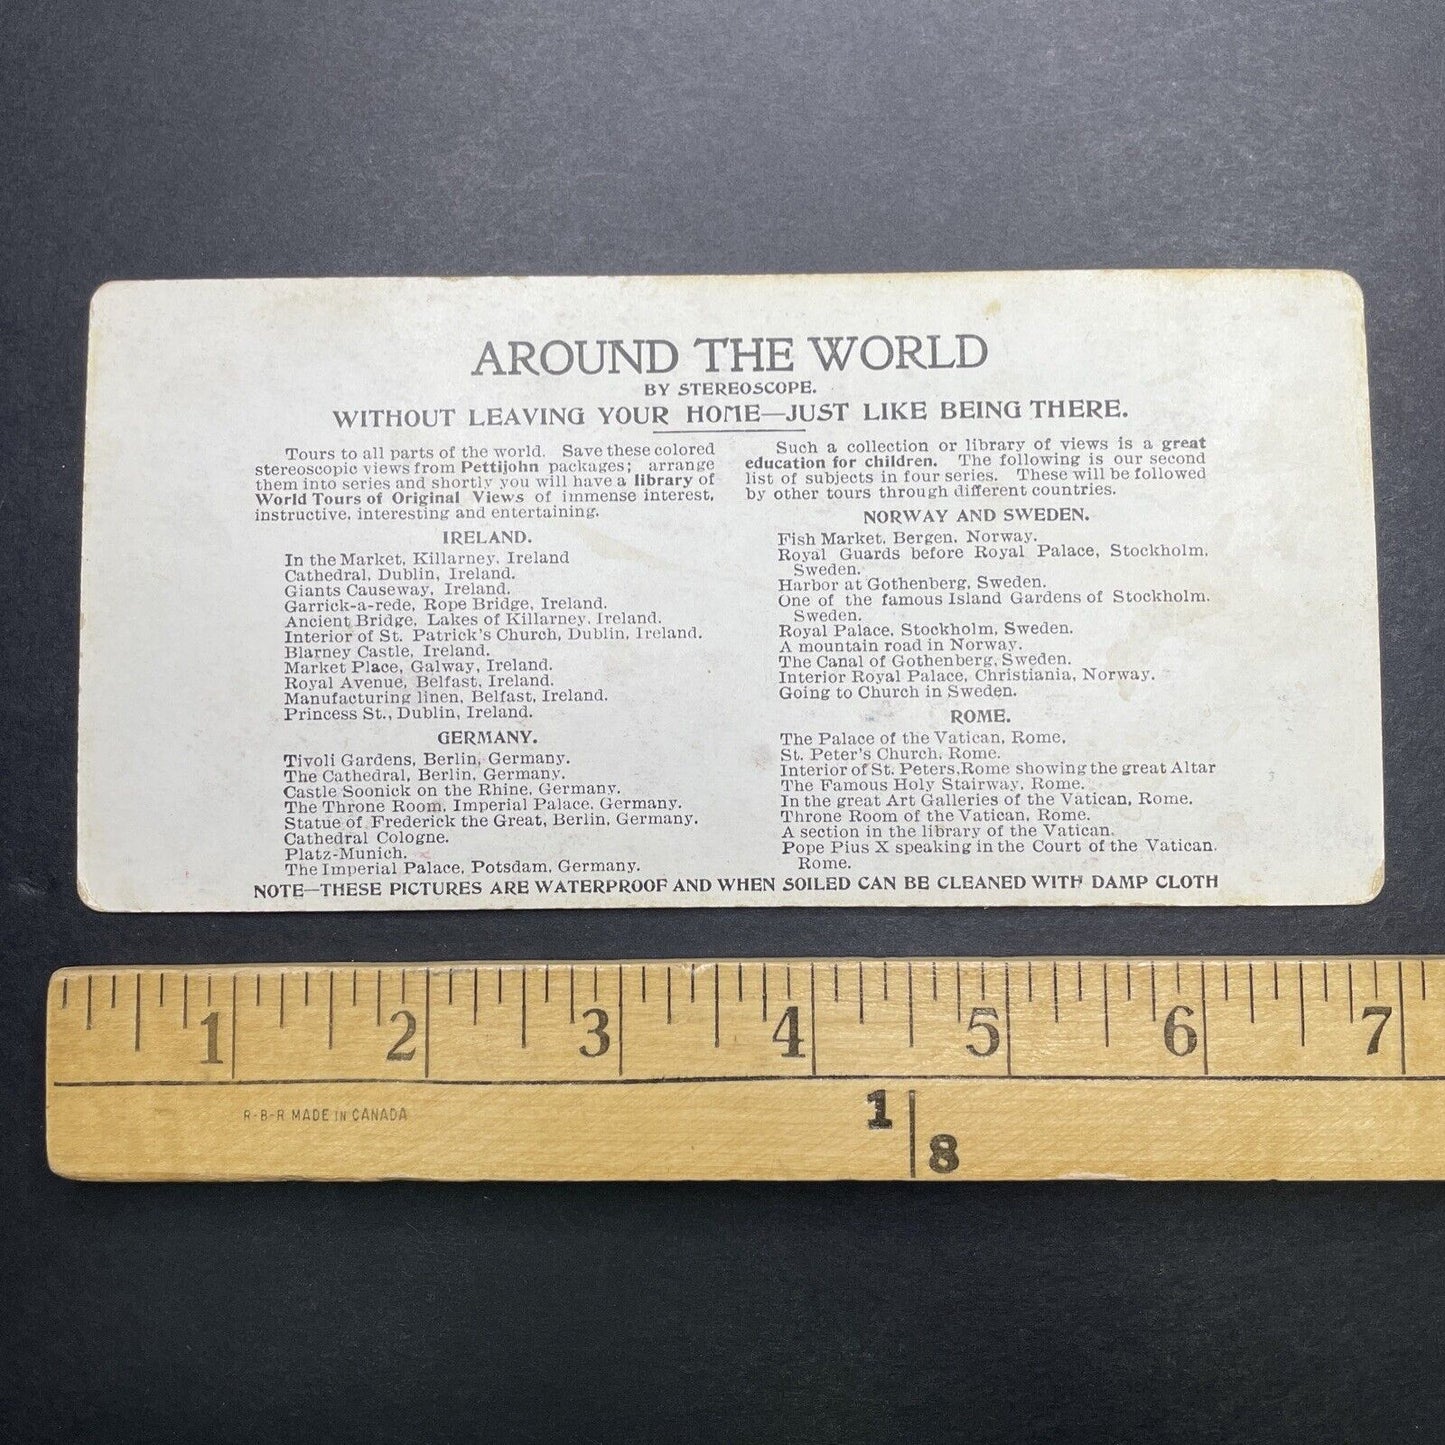 AROUND THE WORLD
BY STEREOSCOPE.
WITHOUT LEAVING YOUR HOME—JUST LIKE BEING THERE.
Tours to all parts of the world. Save these colored
stereoscopic views from Pettijohn packages; arrange
them into series and shortly you will have a library of
World Tours of Original Views of immense interest,
instructive, interesting and entertaining.
IRELAND.
In the Market, Killarney, Ireland
Cathedral, Dublin, Ireland.
Giants Causeway, Ireland.
Garrick-a-rede, Rope Bridge, Ireland.
Ancient Bridge, Lakes of Killarney, Ireland.
Interior of St. Patrick's Church, Dublin, Ireland.
Blarney Castle, Ireland.
Market Place, Galway, Ireland.
Royal Avenue, Belfast, Ireland.
Manufacturing linen, Belfast, Ireland.
Princess St., Dublin, Ireland.
GERMANY.
Tivoli Gardens, Berlin, Germany.
The Cathedral, Berlin, Germany.
Castle Soonick on the Rhine, Germany.
The Throne Room, Imperial Palace, Germany.
Statue of Frederick the Great, Berlin, Germany.
Cathedral Cologne.
Platz-Munich.
The Imperial Palace, Potsdam, Germany.
Such a collection or library of views is a great
education for children. The following is our second
list of subjects in four series. These will be followed
by other tours through different countries.
NORWAY AND SWEDEN.
Fish Market, Bergen, Norway.
Royal Guards before Royal Palace, Stockholm,
Sweden.
Harbor at Gothenberg, Sweden.
One of the famous Island Gardens of Stockholm.
Sweden.
Royal Palace, Stockholm, Sweden.
A mountain road in Norway.
The Canal of Gothenberg, Sweden.
Interior Royal Palace, Christiania, Norway.
Going to Church in Sweden.
ROME.
The Palace of the Vatican, Rome,
St. Peter's Church, Rome.
Interior of St. Peters, Rome showing the great Altar
The Famous Holy Stairway, Rome.
In the great Art Galleries of the Vatican, Rome.
Throne Room of the Vatican, Rome.
A section in the library of the Vatican.
Pope Pius X speaking in the Court of the Vatican.
Rome.
NOTE—THESE PICTURES ARE WATERPROOF AND WHEN SOILED CAN BE CLEANED WITH DAMP CLOTH
1 2 3 4 5 6 7
R-B-R MADE IN CANADA
1 8